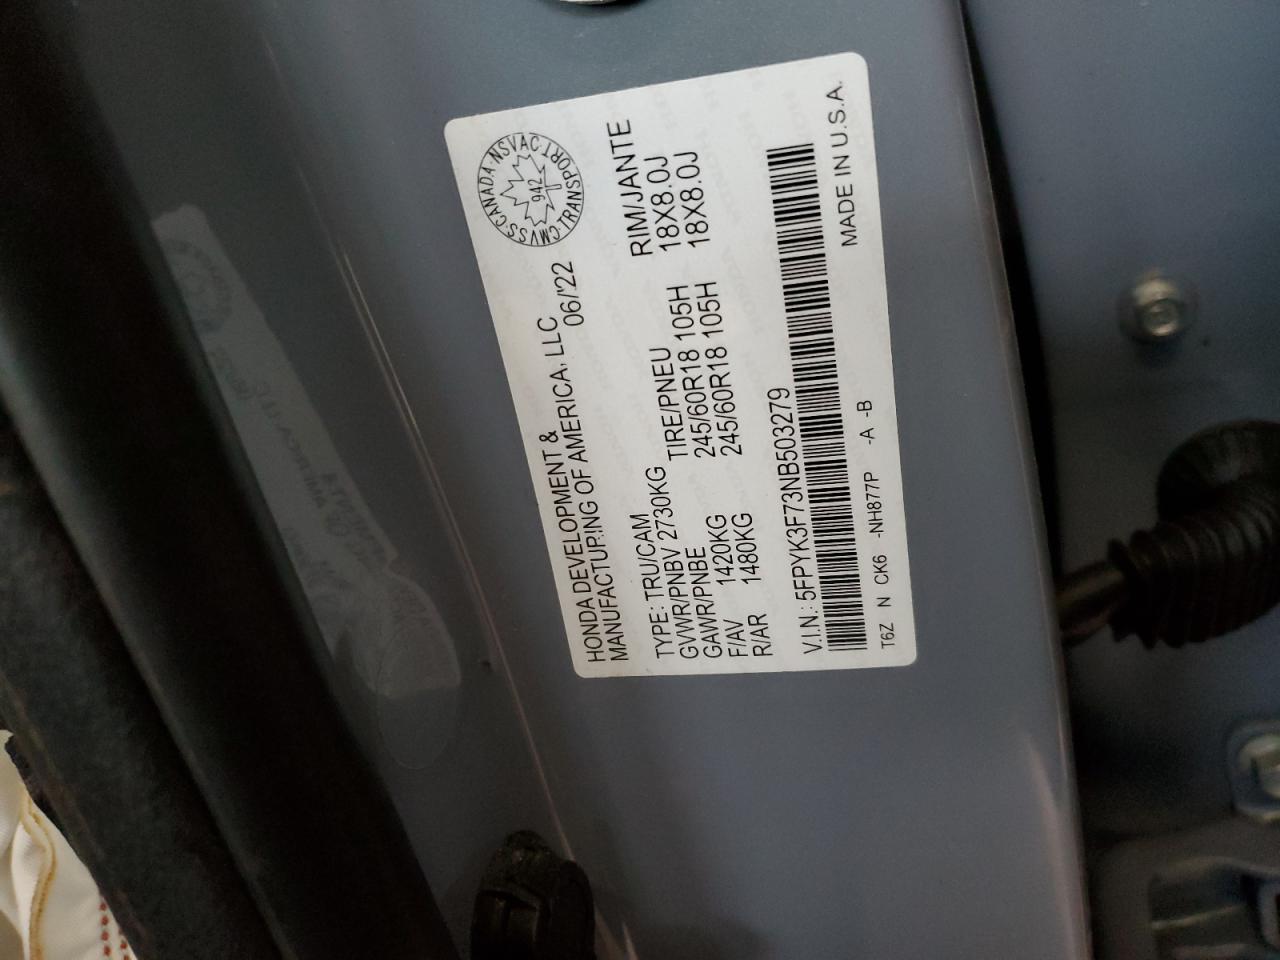 HONDA DEVELOPMENT &
MANUFACTURING OF AMERICA, LLC
06/'22
CMVSS·CANADA·NSVAC·TRANSPORT
942
TYPE: TRU/CAM
GVWR/PNBV 2730KG
GAWR/PNBE TIRE/PNEU RIM/JANTE
F/AV 1420KG 245/60R18 105H 18X8.0J
R/AR 1480KG 245/60R18 105H 18X8.0J
V.I.N.: 5FPYK3F73NB503279
T6Z N CK6 -NH877P -A -B MADE IN U.S.A.